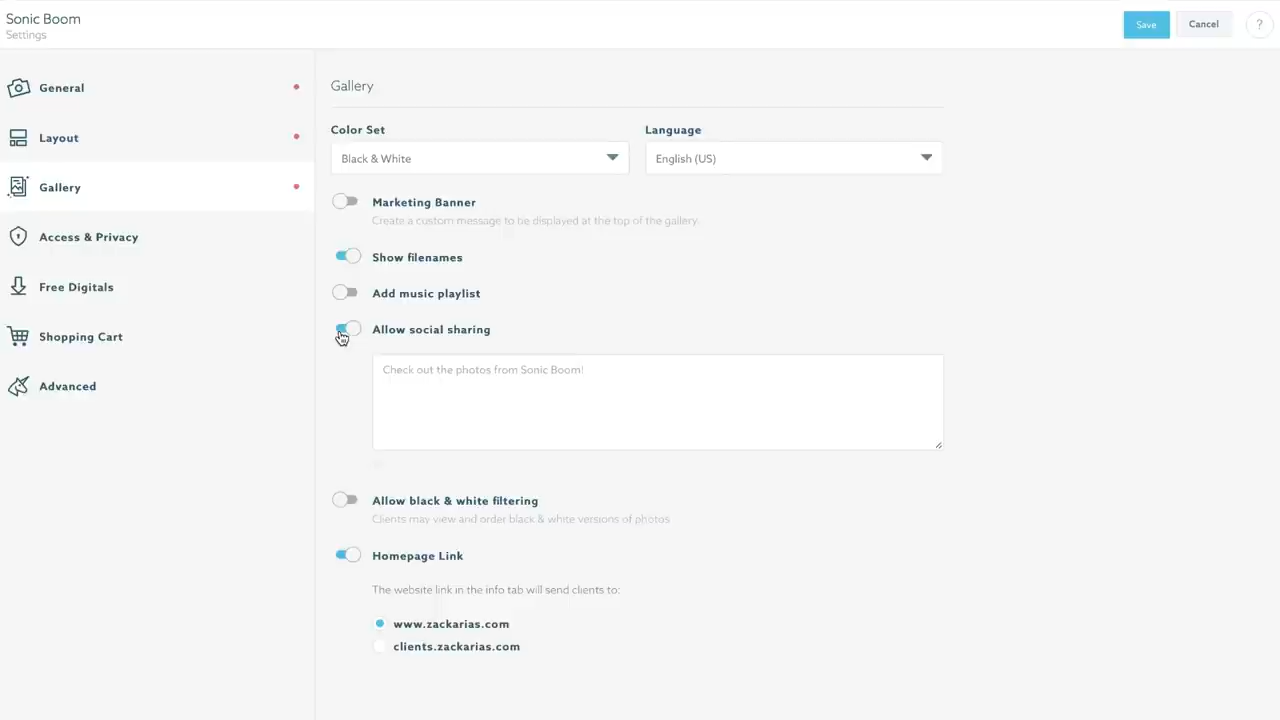 Sonic Boom
Settings
Save
Cancel
?
General
Layout
Gallery
Access & Privacy
Free Digitals
Shopping Cart
Advanced
Gallery
Color Set
Language
Black & White
English (US)
Marketing Banner
Create a custom message to be displayed at the top of the gallery.
Show filenames
Add music playlist
Allow social sharing
Check out the photos from Sonic Boom!
Allow black & white filtering
Clients may view and order black & white versions of photos
Homepage Link
The website link in the info tab will send clients to:
www.zackarias.com
clients.zackarias.com